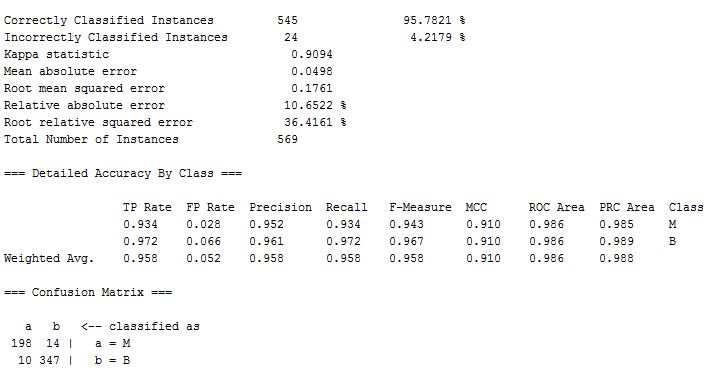 Correctly Classified Instances 545 95.7821 %
Incorrectly Classified Instances 24 4.2179 %
Kappa statistic 0.9094
Mean absolute error 0.0498
Root mean squared error 0.1761
Relative absolute error 10.6522 %
Root relative squared error 36.4161 %
Total Number of Instances 569
=== Detailed Accuracy By Class ===
TP Rate FP Rate Precision Recall F-Measure MCC ROC Area PRC Area Class
0.934 0.028 0.952 0.934 0.943 0.910 0.986 0.985 M
0.972 0.066 0.961 0.972 0.967 0.910 0.986 0.989 B
Weighted Avg. 0.958 0.052 0.958 0.958 0.958 0.910 0.986 0.988
=== Confusion Matrix ===
a b <-- classified as
198 14 | a = M
10 347 | b = B